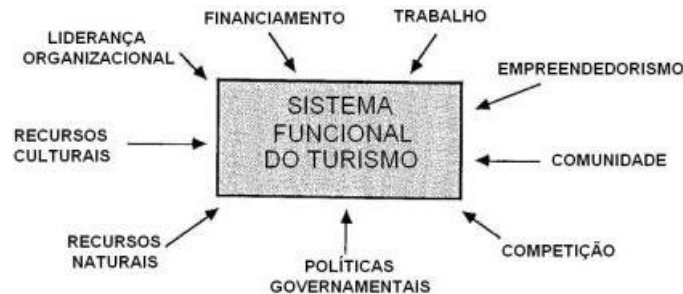 FINANCIAMENTO
TRABALHO
LIDERANÇA
ORGANIZACIONAL
EMPREENDEDORISMO
SISTEMA
FUNCIONAL
DO TURISMO
RECURSOS
CULTURAIS
COMUNIDADE
RECURSOS
NATURAIS
POLÍTICAS
GOVERNAMENTAIS
COMPETIÇÃO